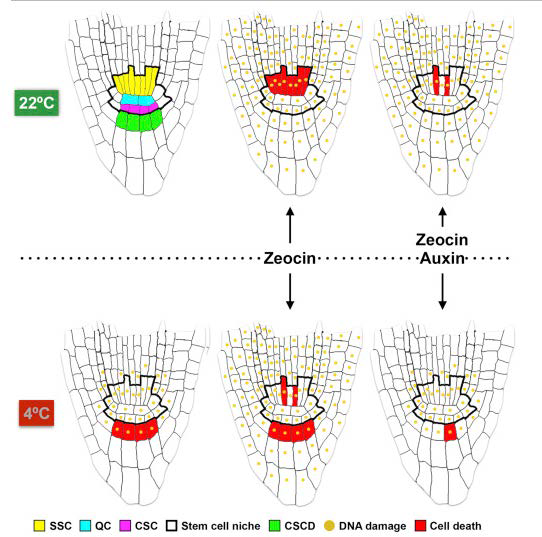 22ºC
Zeocin
Zeocin
Auxin
4ºC
SSC QC CSC Stem cell niche CSCD DNA damage Cell death